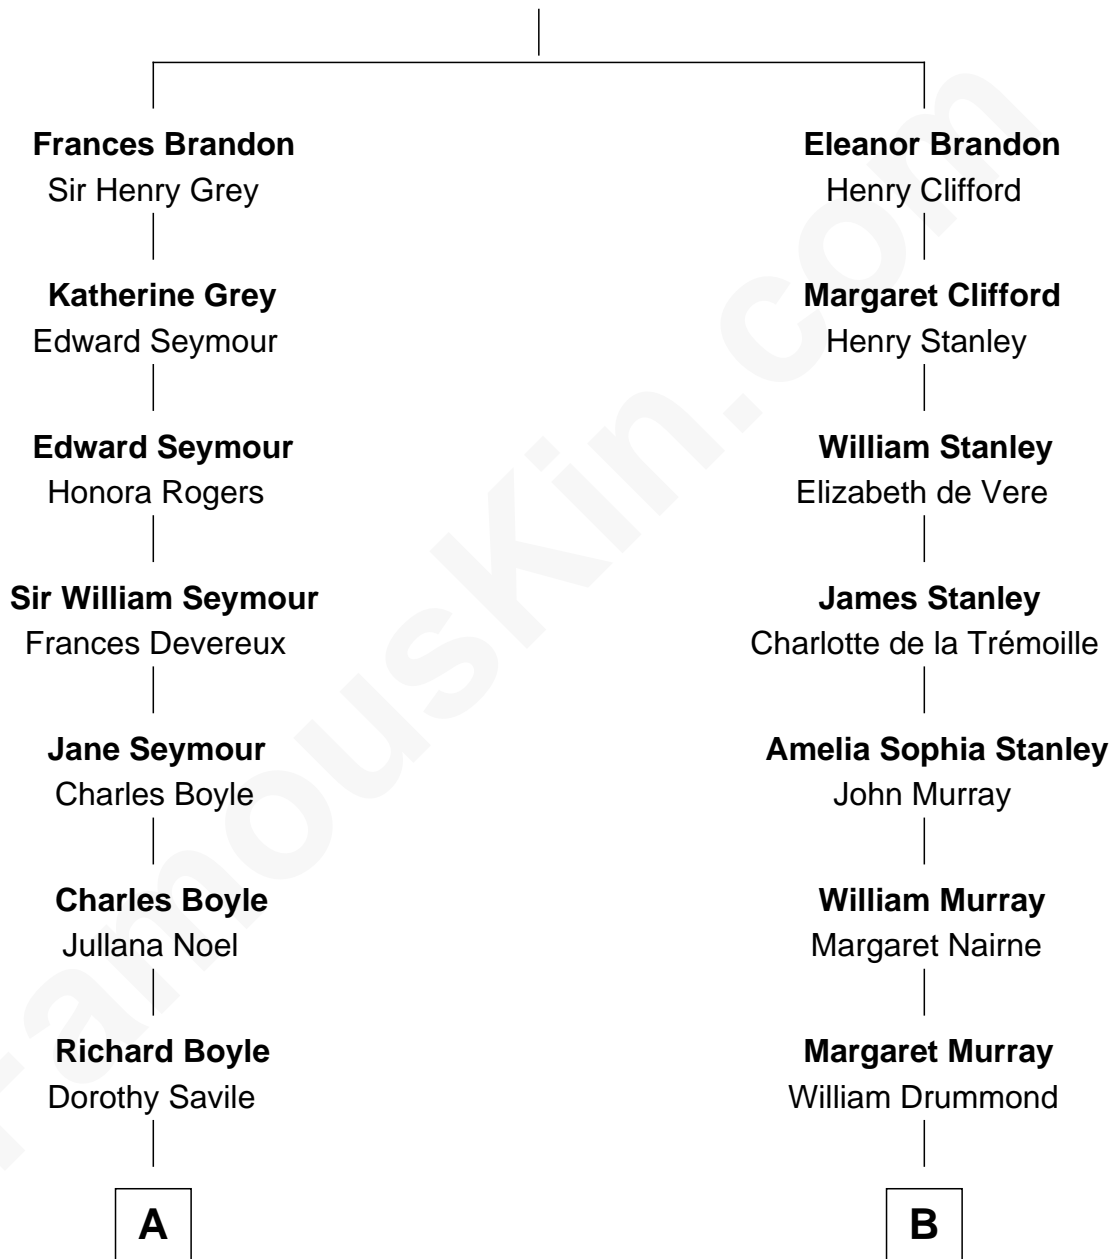 Frances Brandon
Sir Henry Grey
Katherine Grey
Edward Seymour
Edward Seymour
Honora Rogers
Sir William Seymour
Frances Devereux
Jane Seymour
Charles Boyle
Charles Boyle
Jullana Noel
Richard Boyle
Dorothy Savile
A
Eleanor Brandon
Henry Clifford
Margaret Clifford
Henry Stanley
William Stanley
Elizabeth de Vere
James Stanley
Charlotte de la Trémoille
Amelia Sophia Stanley
John Murray
William Murray
Margaret Nairne
Margaret Murray
William Drummond
B
FamousKin.com